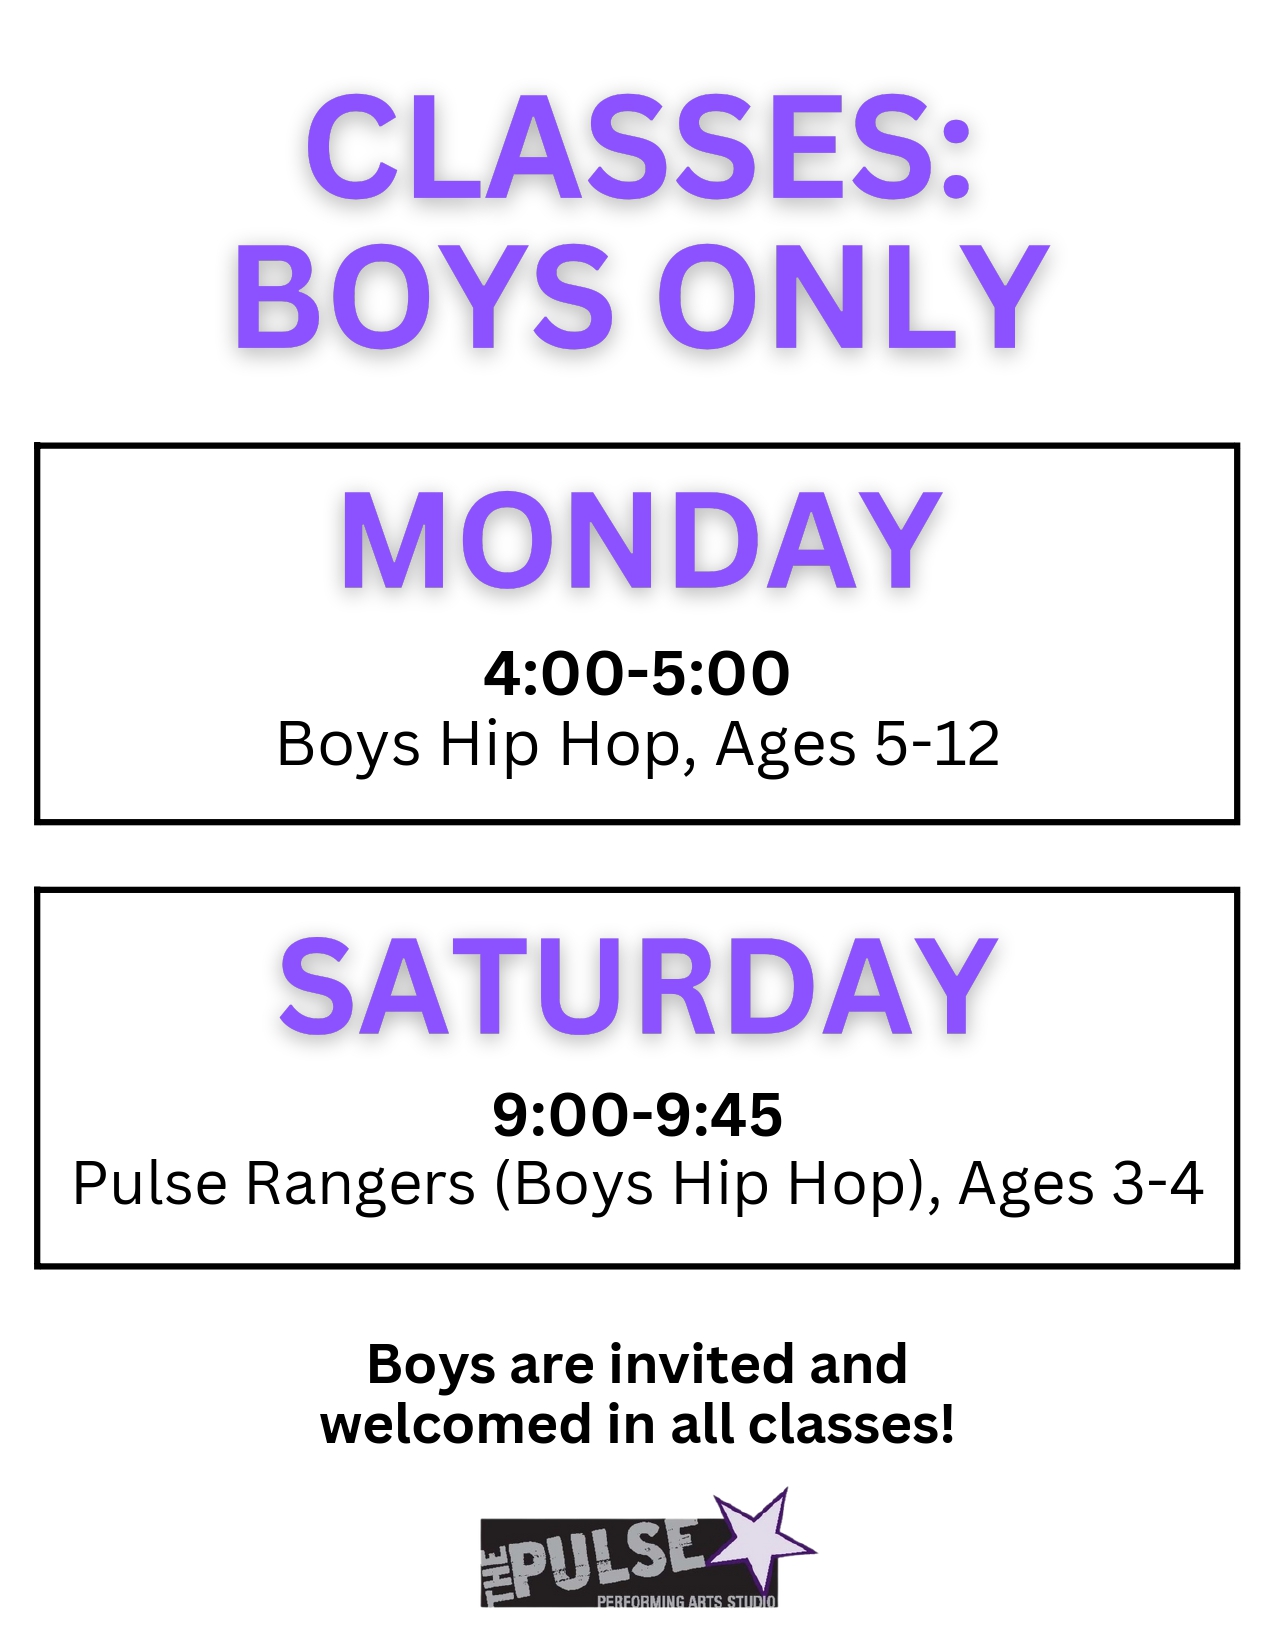 CLASSES:
BOYS ONLY
MONDAY
4:00-5:00
Boys Hip Hop, Ages 5-12
SATURDAY
9:00-9:45
Pulse Rangers (Boys Hip Hop), Ages 3-4
Boys are invited and
welcomed in all classes!
THE PULSE
PERFORMING ARTS STUDIO